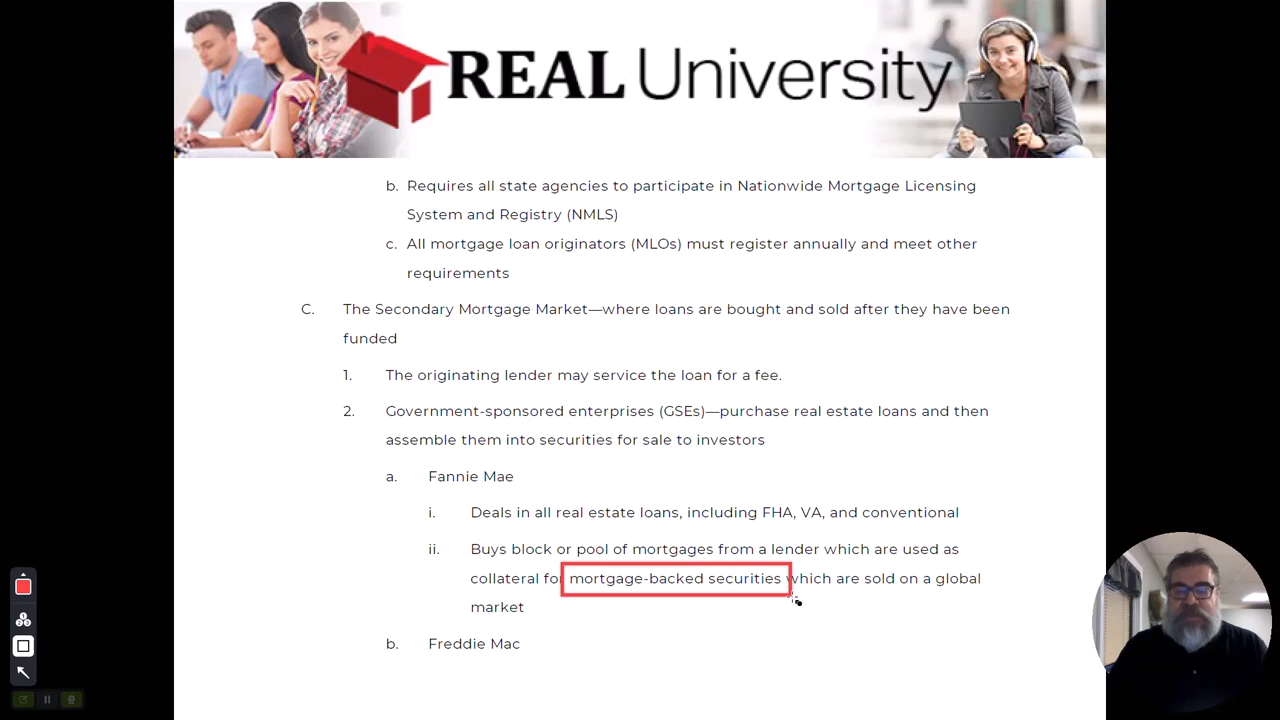 REAL University
b. Requires all state agencies to participate in Nationwide Mortgage Licensing
System and Registry (NMLS)
c. All mortgage loan originators (MLOs) must register annually and meet other
requirements
C. The Secondary Mortgage Market—where loans are bought and sold after they have been
funded
1. The originating lender may service the loan for a fee.
2. Government-sponsored enterprises (GSEs)—purchase real estate loans and then
assemble them into securities for sale to investors
a. Fannie Mae
i. Deals in all real estate loans, including FHA, VA, and conventional
ii. Buys block or pool of mortgages from a lender which are used as
collateral for mortgage-backed securities which are sold on a global
market
b. Freddie Mac